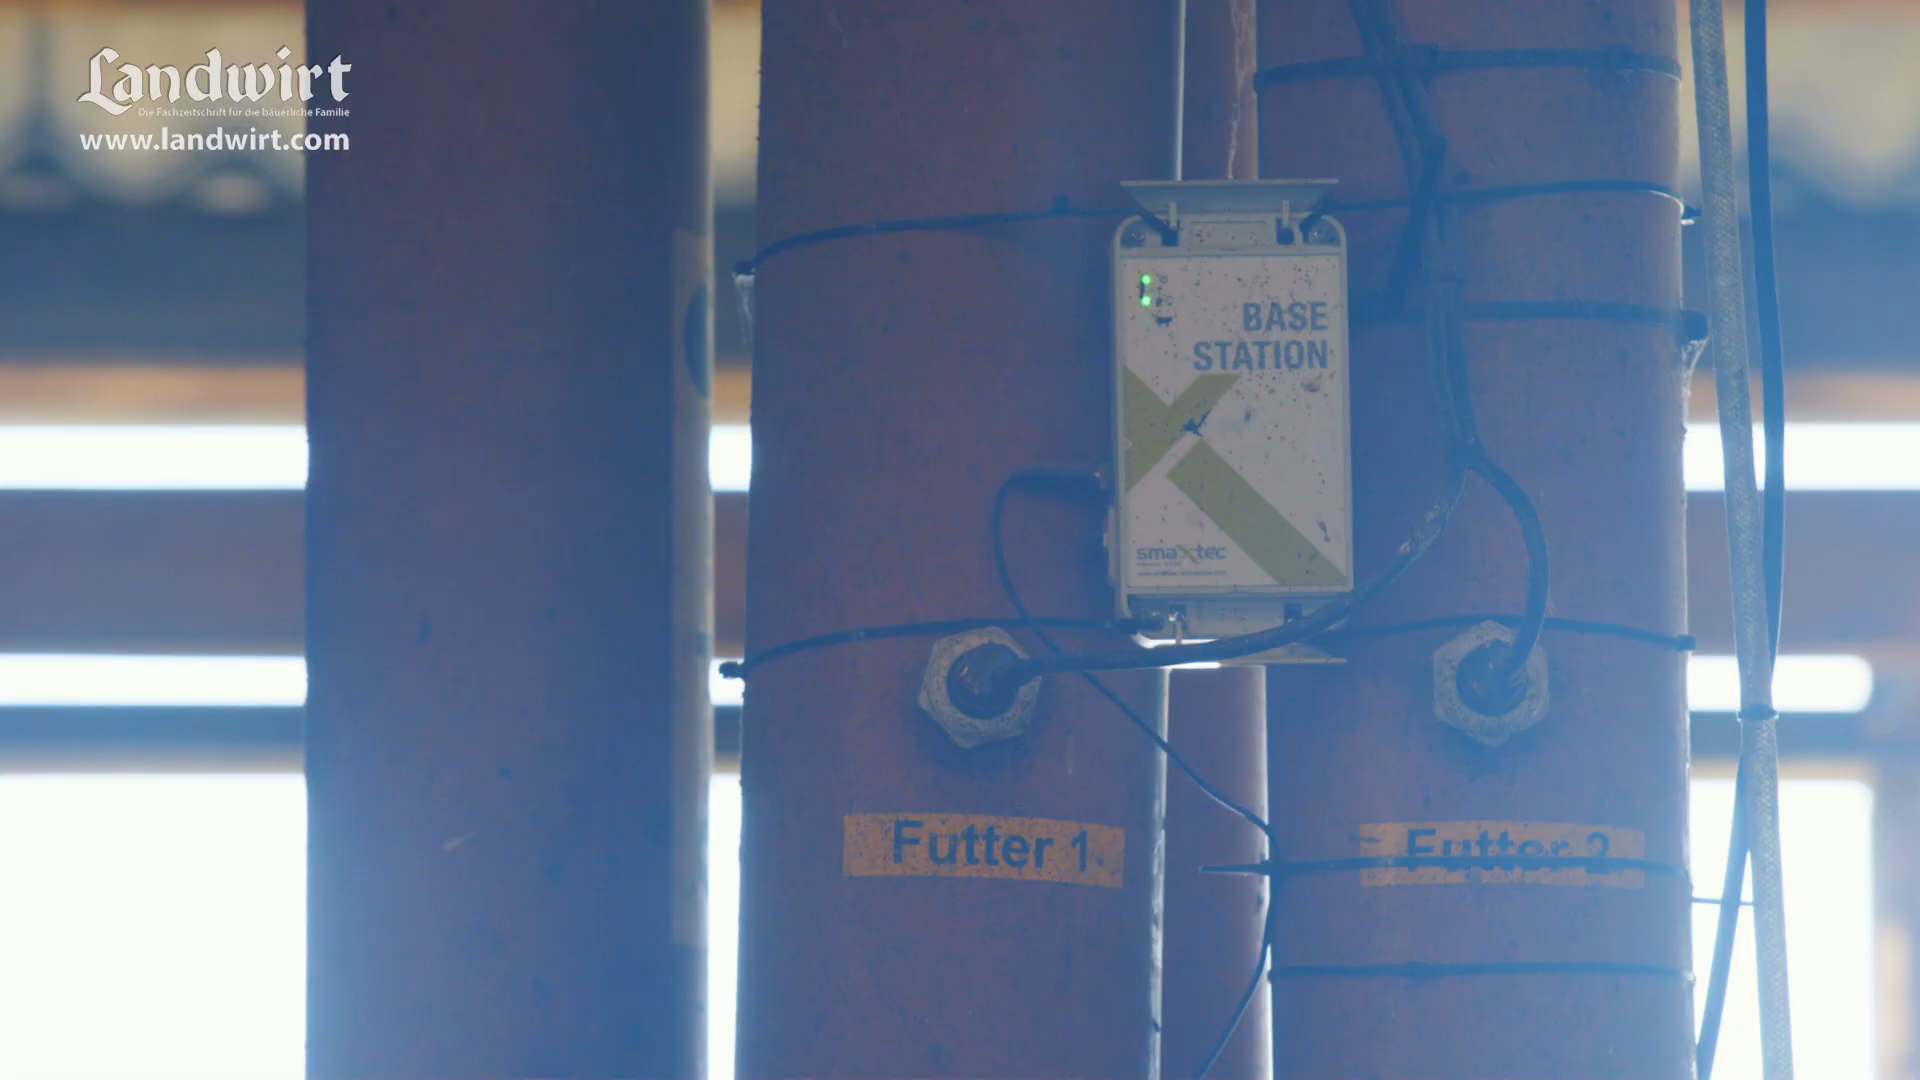 Landwirt
Die Fachzeitschrift für die bäuerliche Familie
www.landwirt.com
BASE
STATION
smaXtec
Futter 1
Futter 2